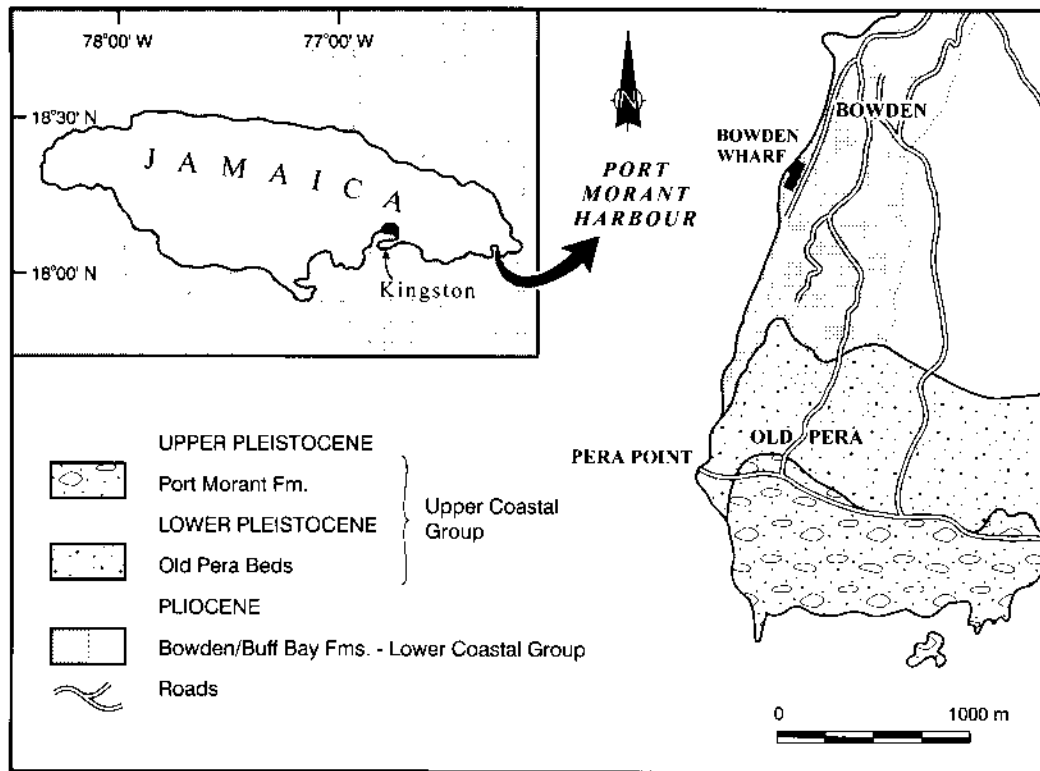 78°00' W
77°00' W
18°30' N
18°00' N
JAMAICA
Kingston
N
PORT
MORANT
HARBOUR
BOWDEN
BOWDEN
WHARF
OLD PERA
PERA POINT
UPPER PLEISTOCENE
Port Morant Fm.
LOWER PLEISTOCENE
Old Pera Beds
Upper Coastal
Group
PLIOCENE
Bowden/Buff Bay Fms. - Lower Coastal Group
Roads
0
1000 m